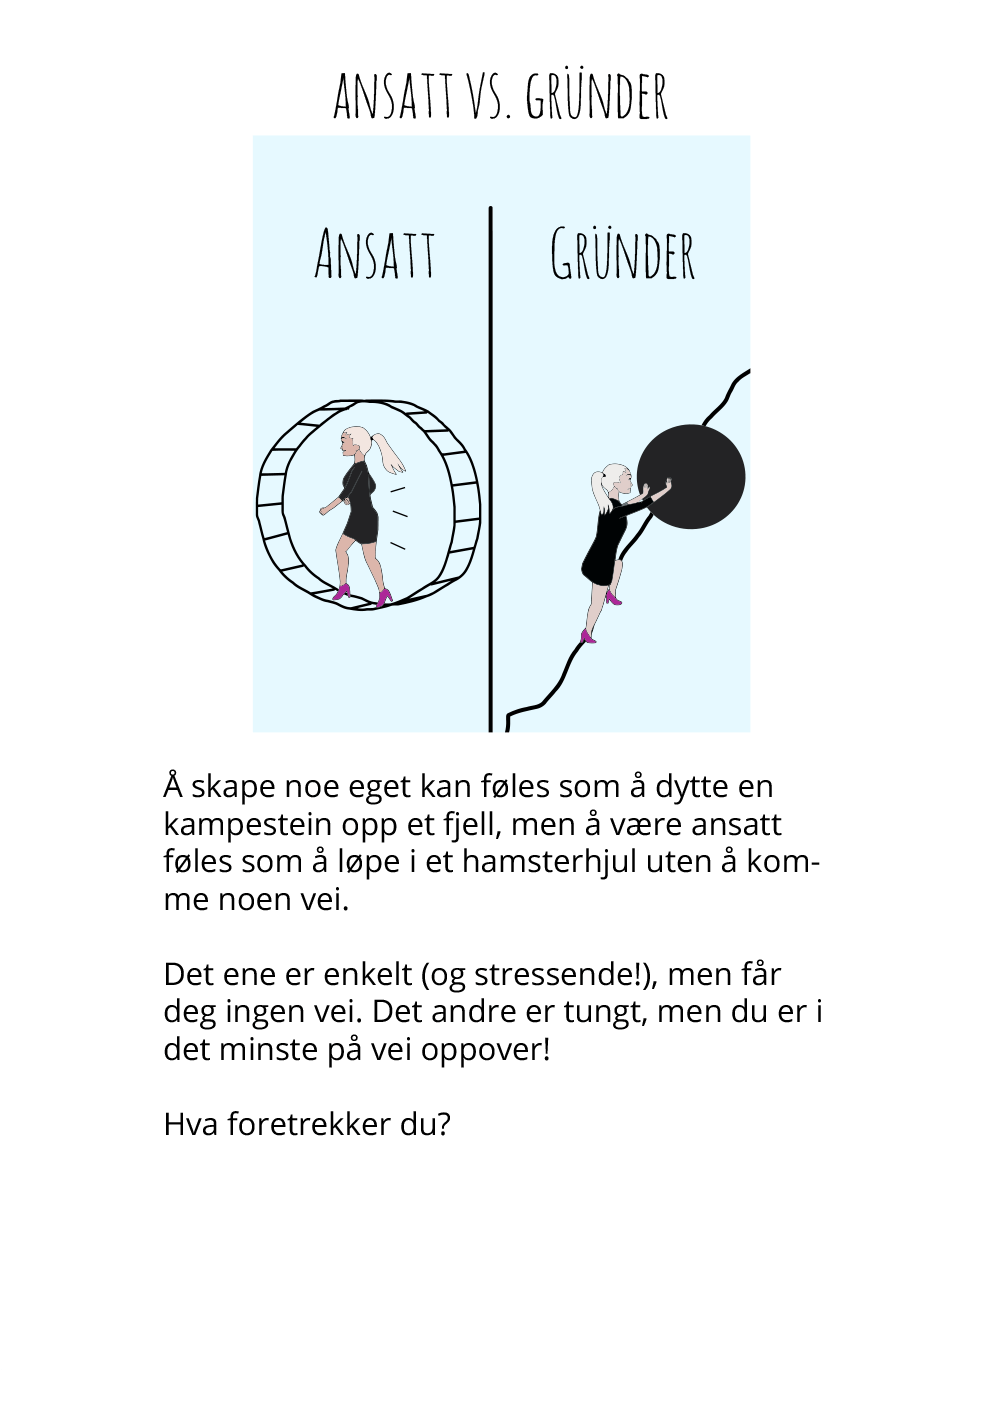 ANSATT VS. GRÜNDER
ANSATT
GRÜNDER
Å skape noe eget kan føles som å dytte en
kampestein opp et fjell, men å være ansatt
føles som å løpe i et hamsterhjul uten å kom-
me noen vei.
Det ene er enkelt (og stressende!), men får
deg ingen vei. Det andre er tungt, men du er i
det minste på vei oppover!
Hva foretrekker du?